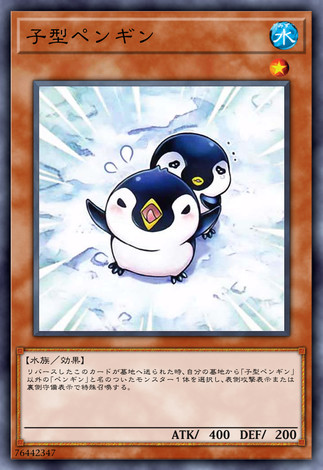 子型ペンギン
水
【水族／効果】
リバースしたこのカードが墓地へ送られた時、自分の墓地から「子型ペンギン」
以外の「ペンギン」と名のついたモンスター１体を選択し、表側攻撃表示または
裏側守備表示で特殊召喚する。
ATK/ 400 DEF/ 200
76442347